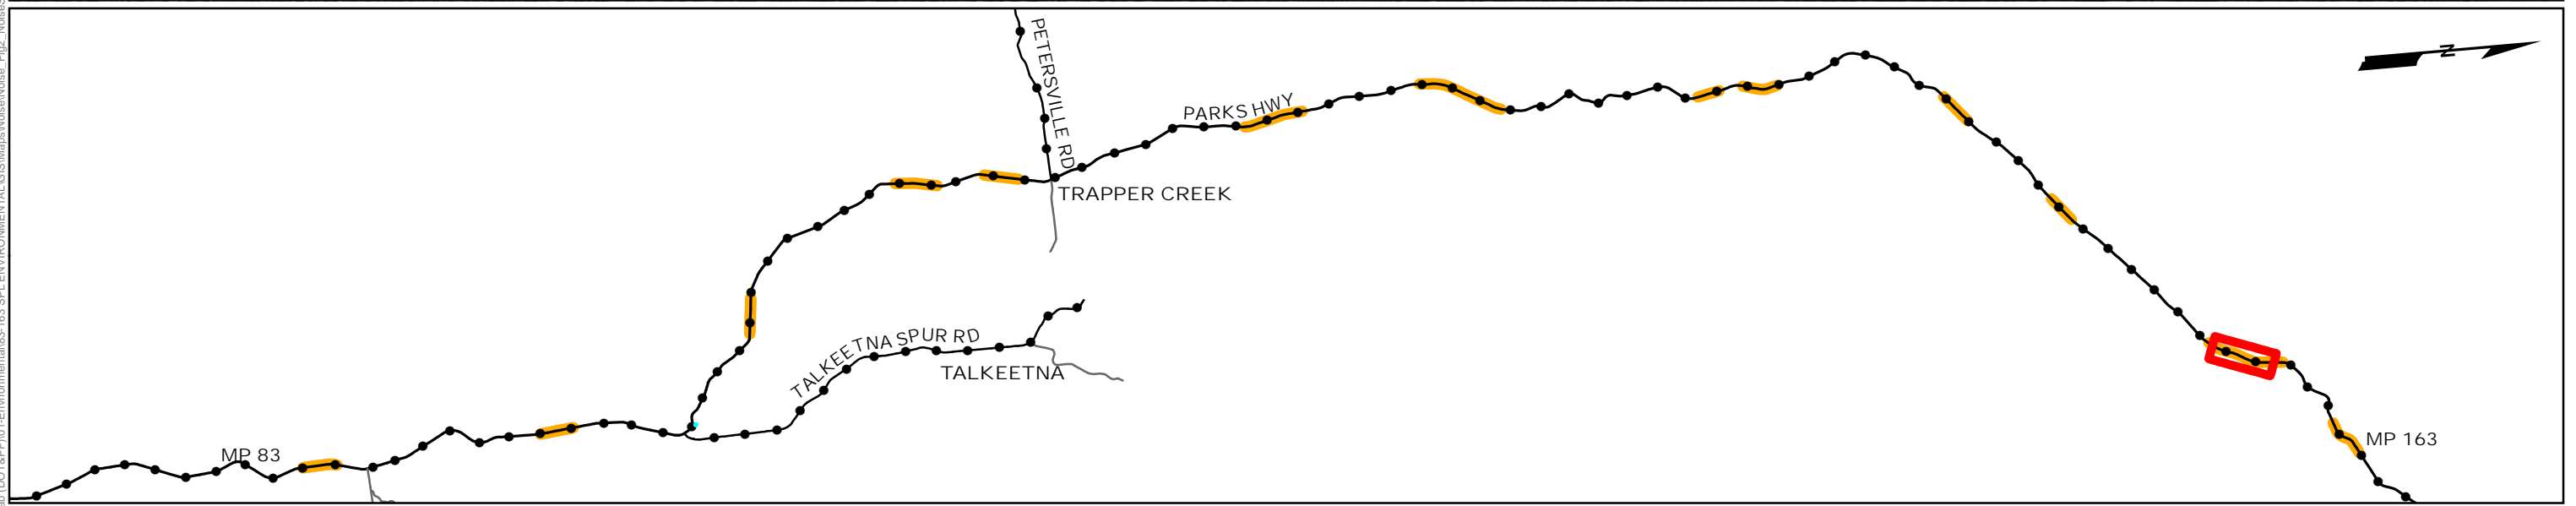 PETERSVILLE RD
PARKS HWY
N
TRAPPER CREEK
TALKEETNA SPUR RD
TALKEETNA
MP 83
MP 163